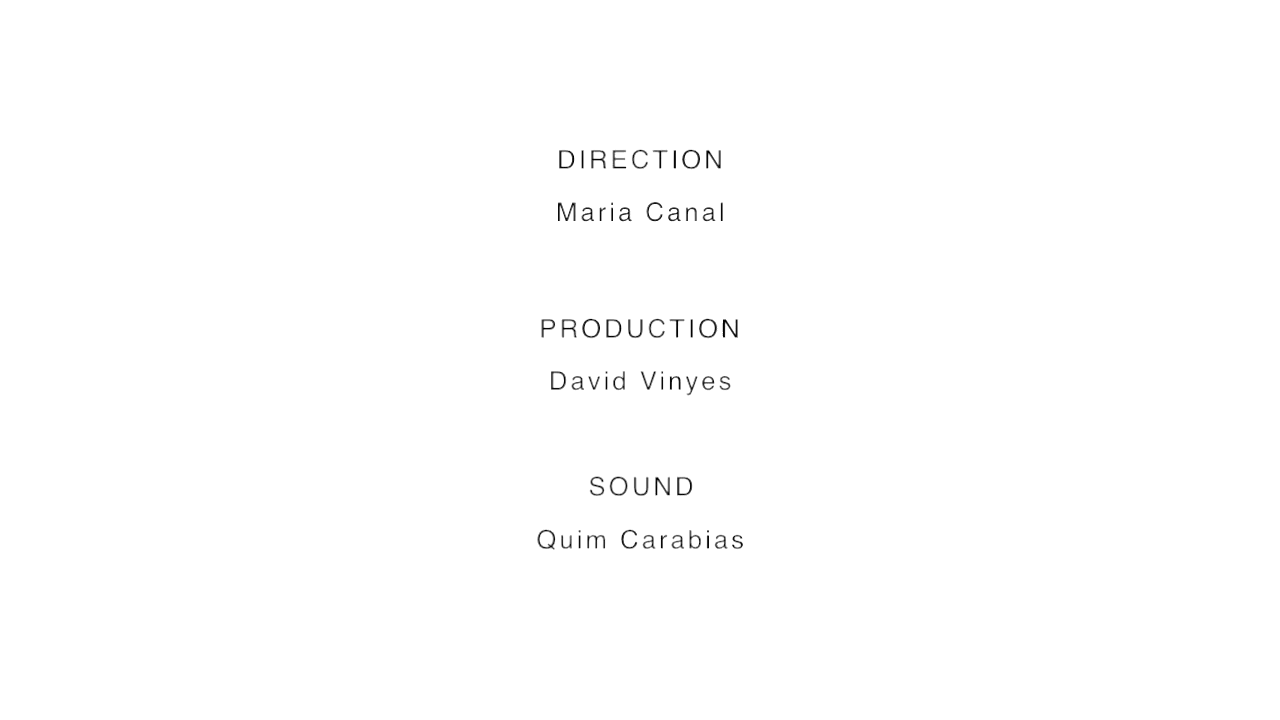 DIRECTION
Maria Canal
PRODUCTION
David Vinyes
SOUND
Quim Carabias